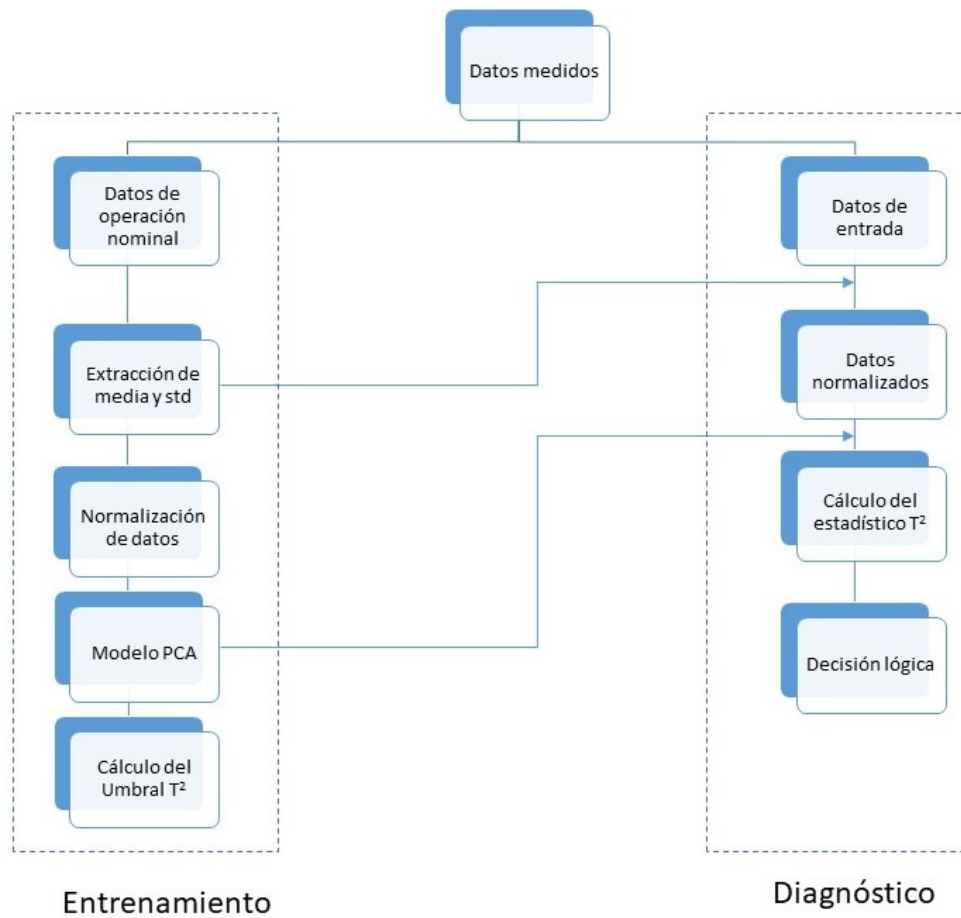 Datos medidos
Datos de
operación
nominal
Extracción de
media y std
Normalización
de datos
Modelo PCA
Cálculo del
Umbral T²
Entrenamiento
Datos de
entrada
Datos
normalizados
Cálculo del
estadístico T²
Decisión lógica
Diagnóstico